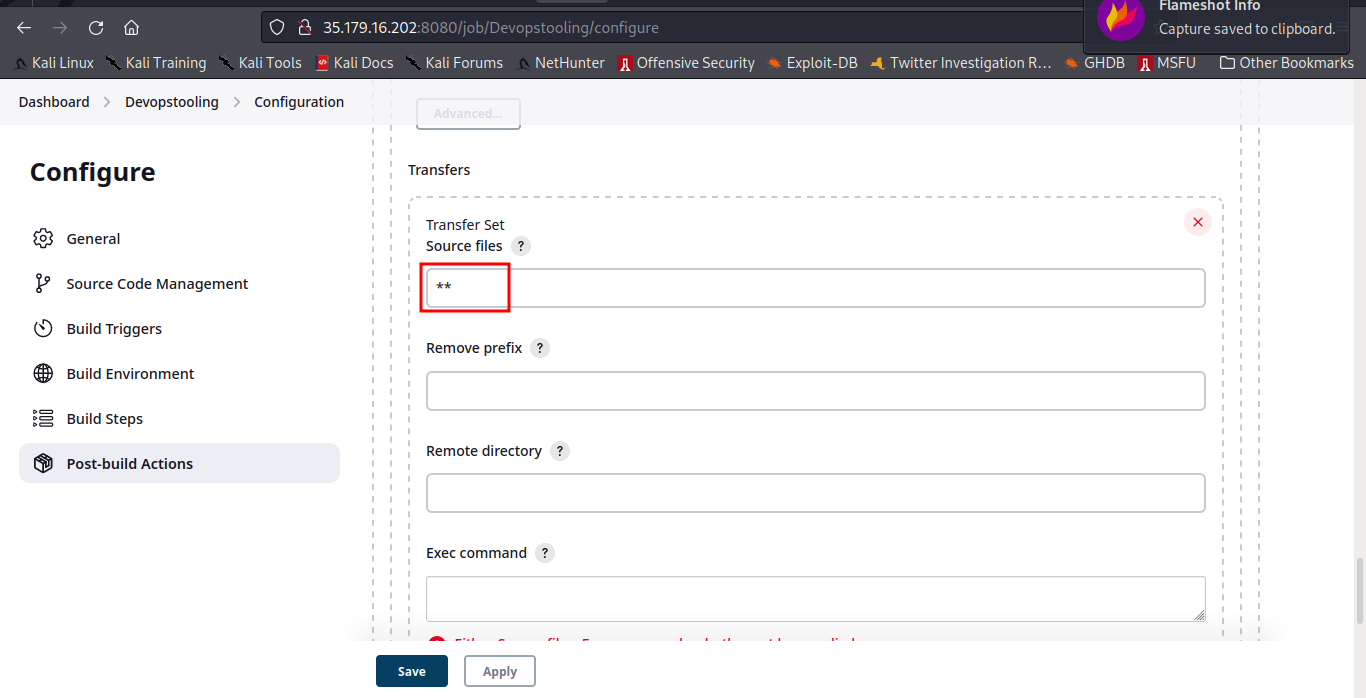 Flameshot Info
35.179.16.202:8080/job/Devopstooling/configure
Capture saved to clipboard.
Kali Linux Kali Training Kali Tools Kali Docs Kali Forums NetHunter Offensive Security Exploit-DB Twitter Investigation R… GHDB MSFU Other Bookmarks
Dashboard > Devopstooling > Configuration
Advanced...
Configure
General
Source Code Management
Build Triggers
Build Environment
Build Steps
Post-build Actions
Transfers
Transfer Set
Source files ?
**
Remove prefix ?
Remote directory ?
Exec command ?
Save Apply